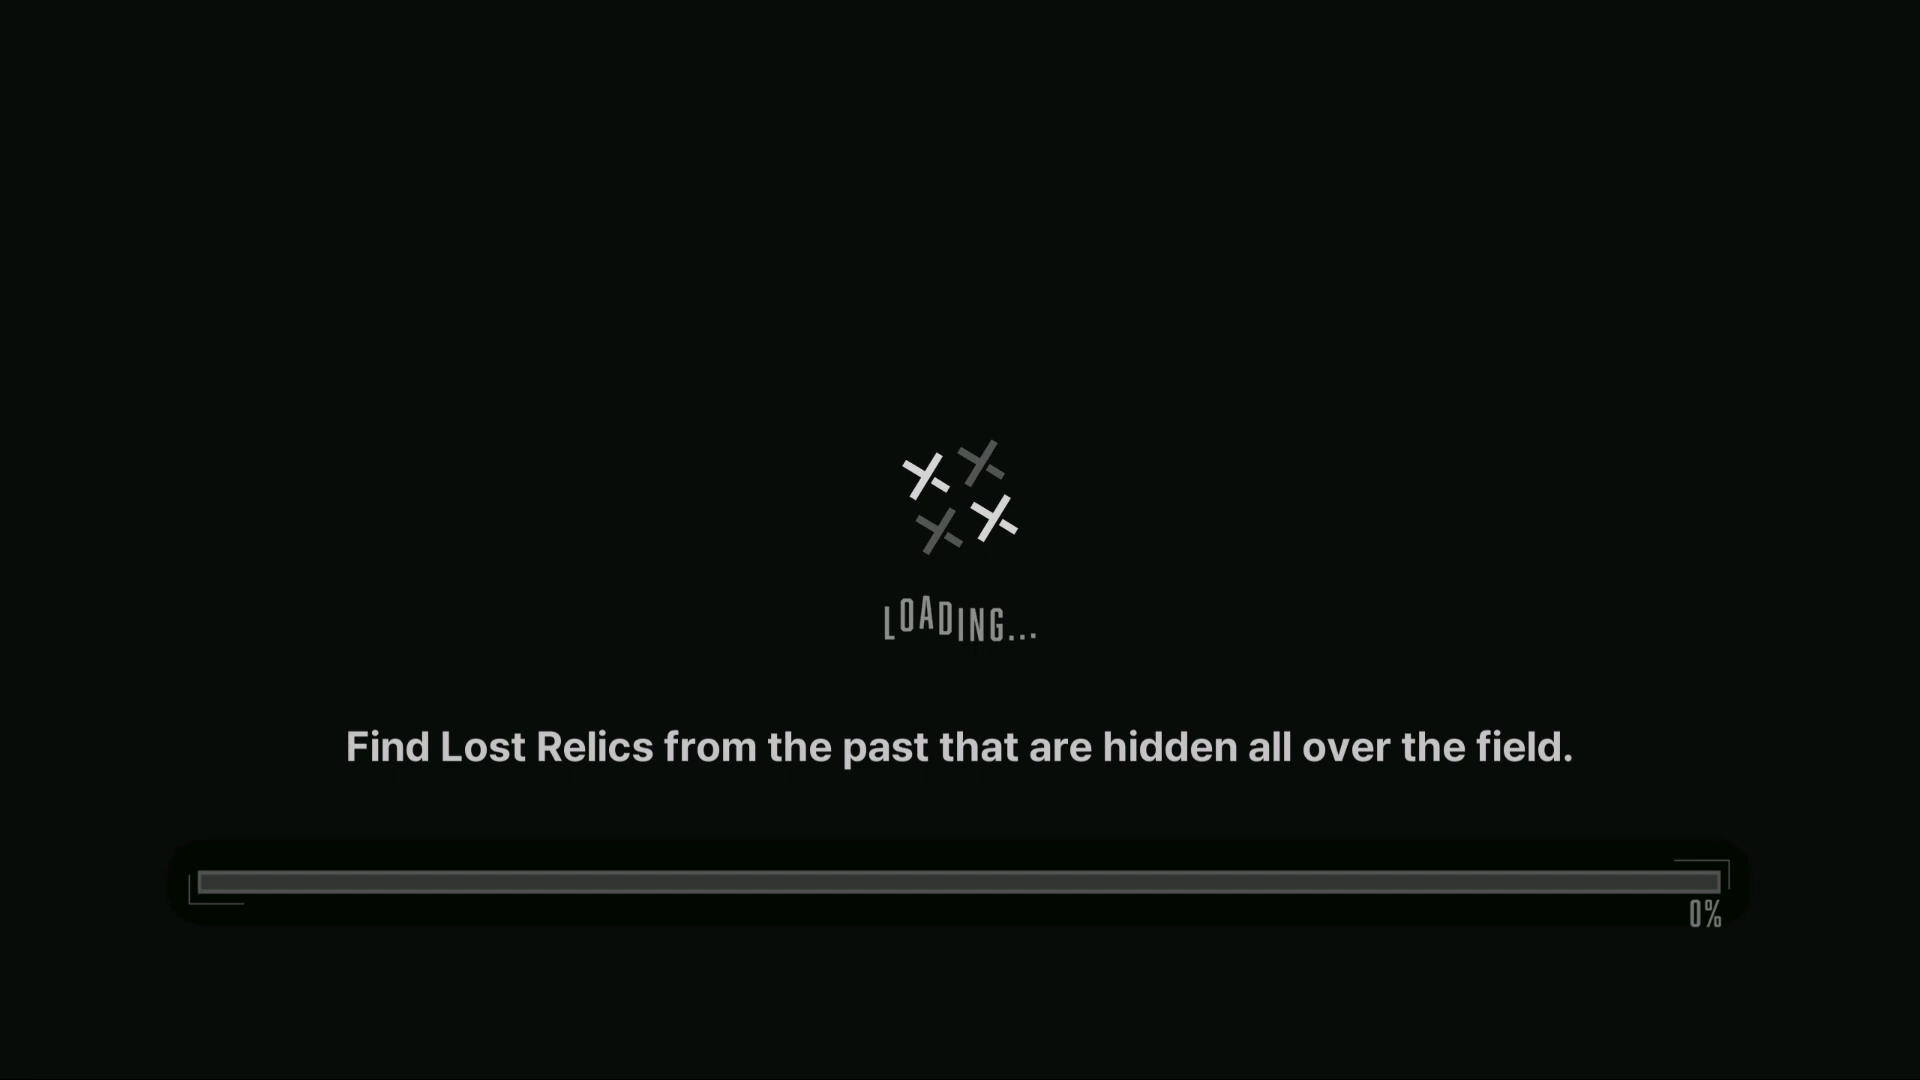 LOADING...
Find Lost Relics from the past that are hidden all over the field.
0%